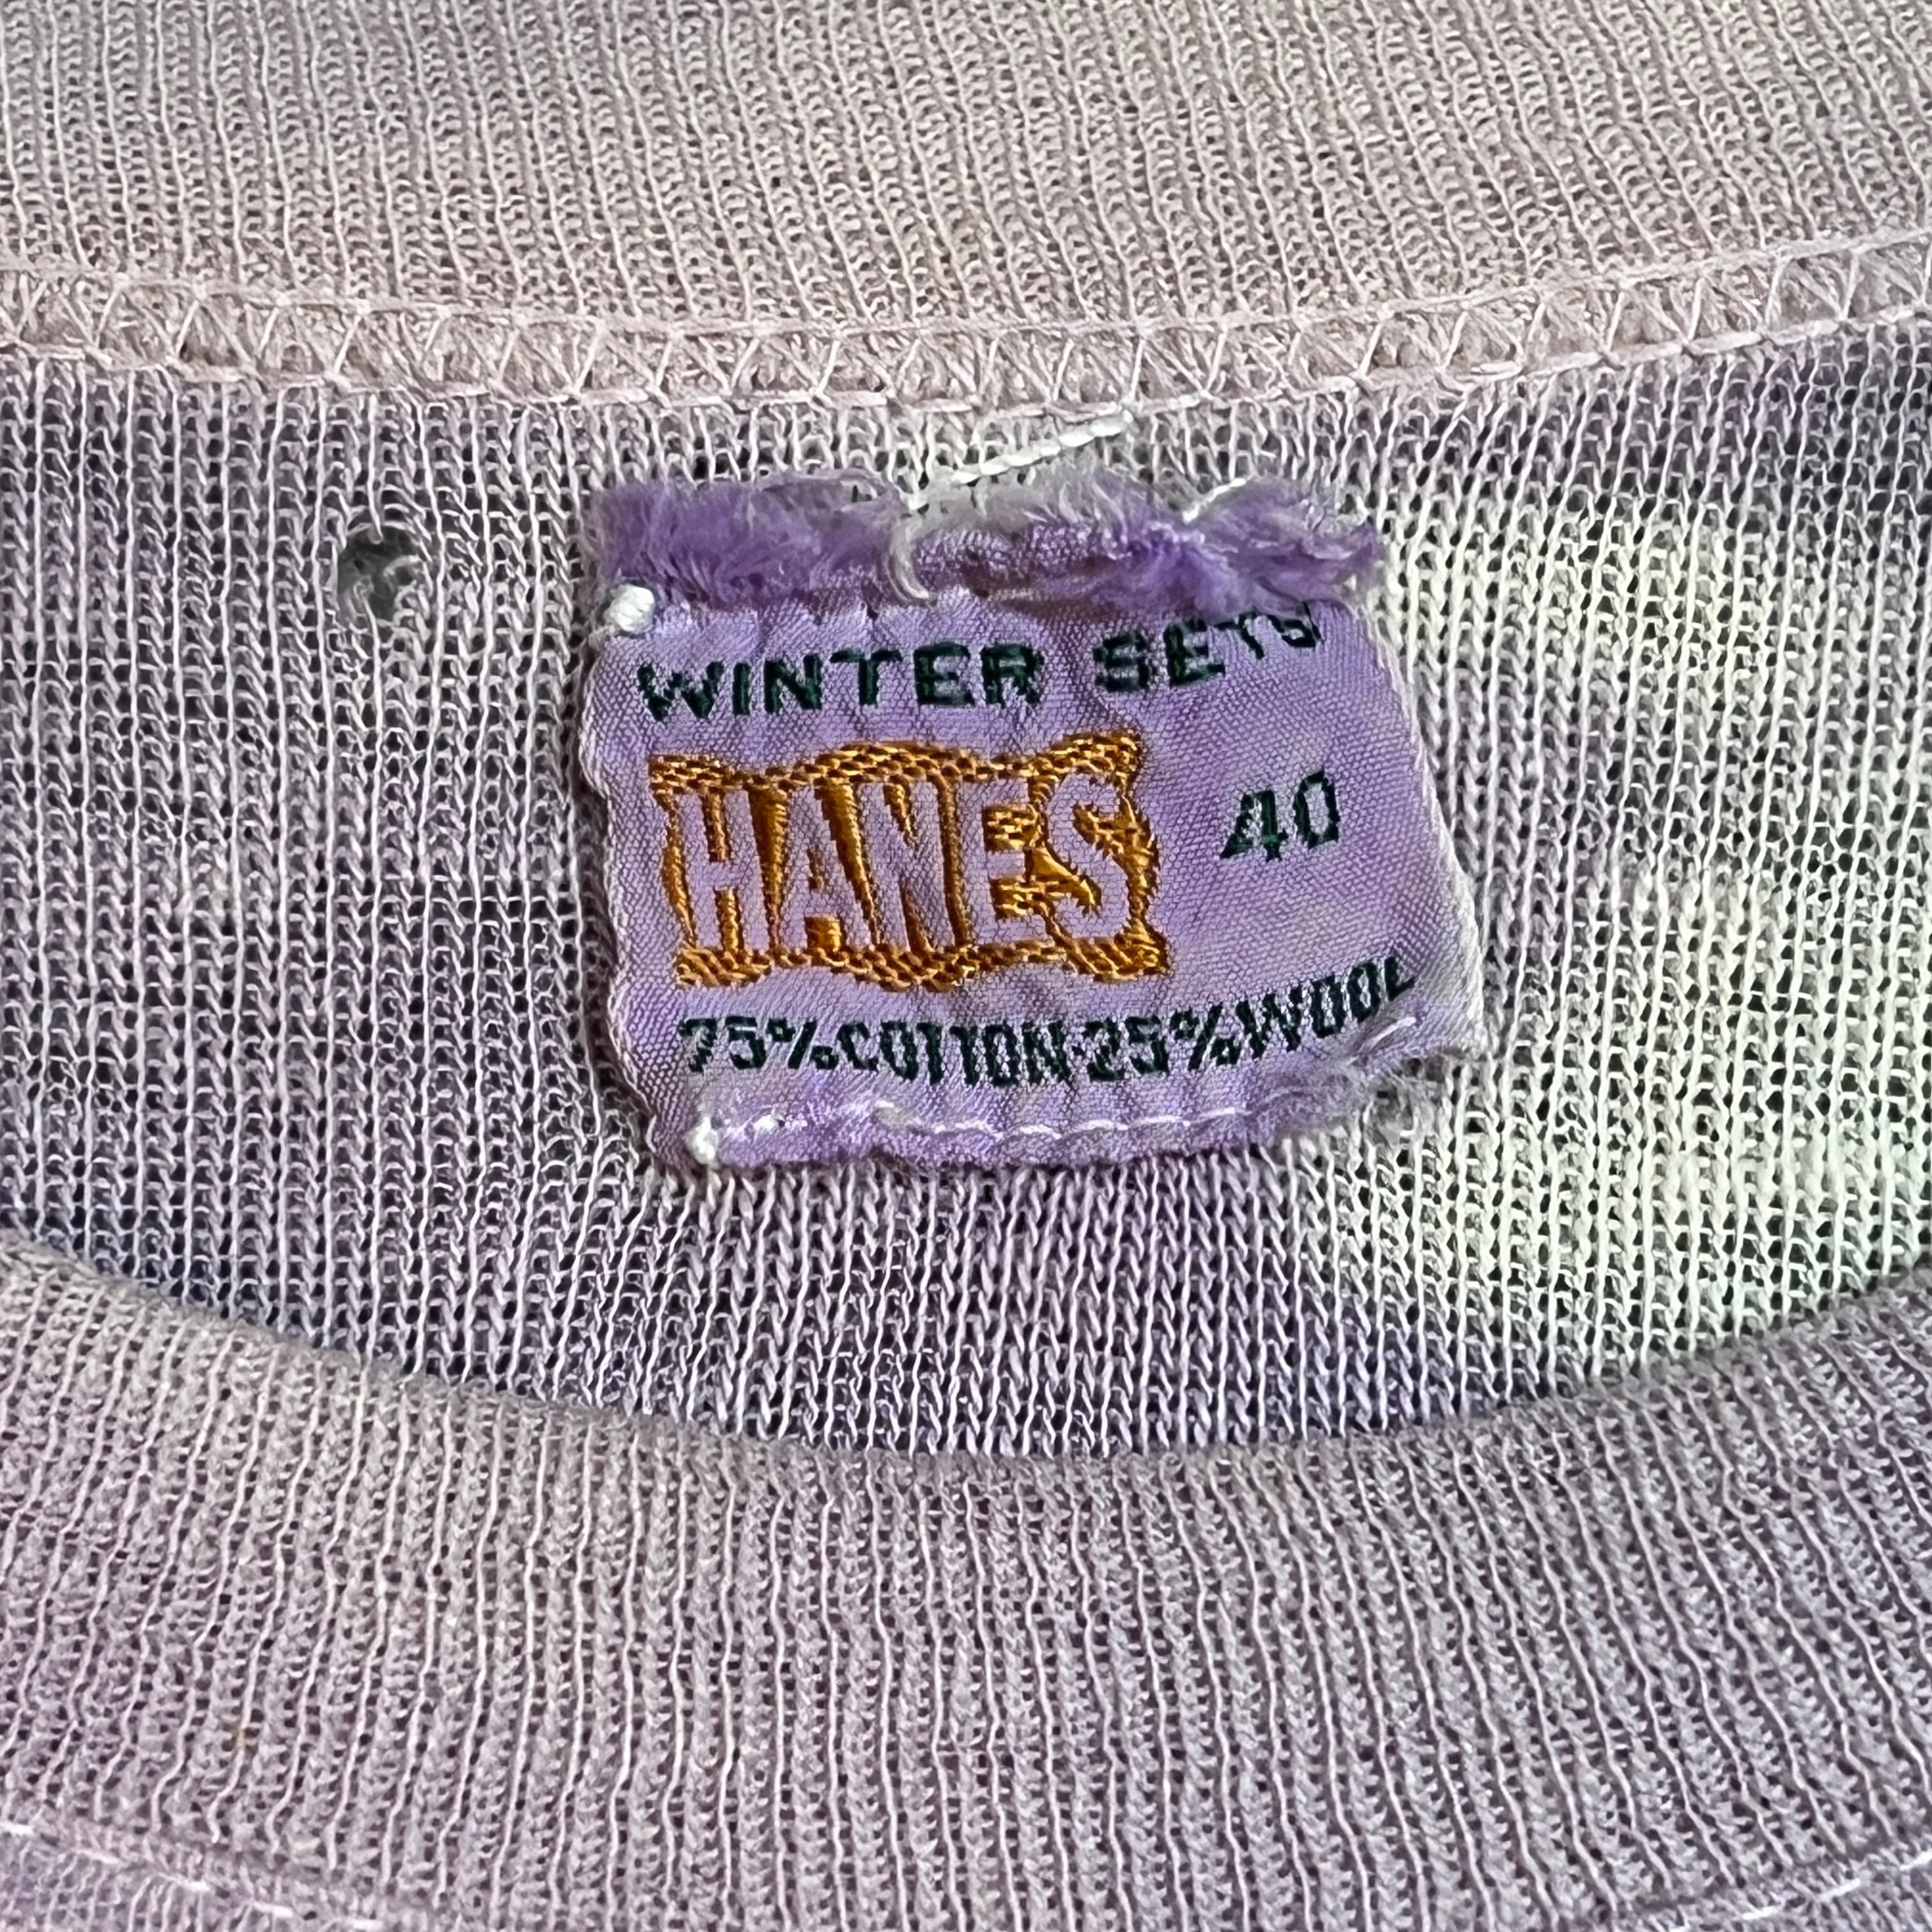 WINTER SETS
HANES 40
75% COTTON·25% WOOL